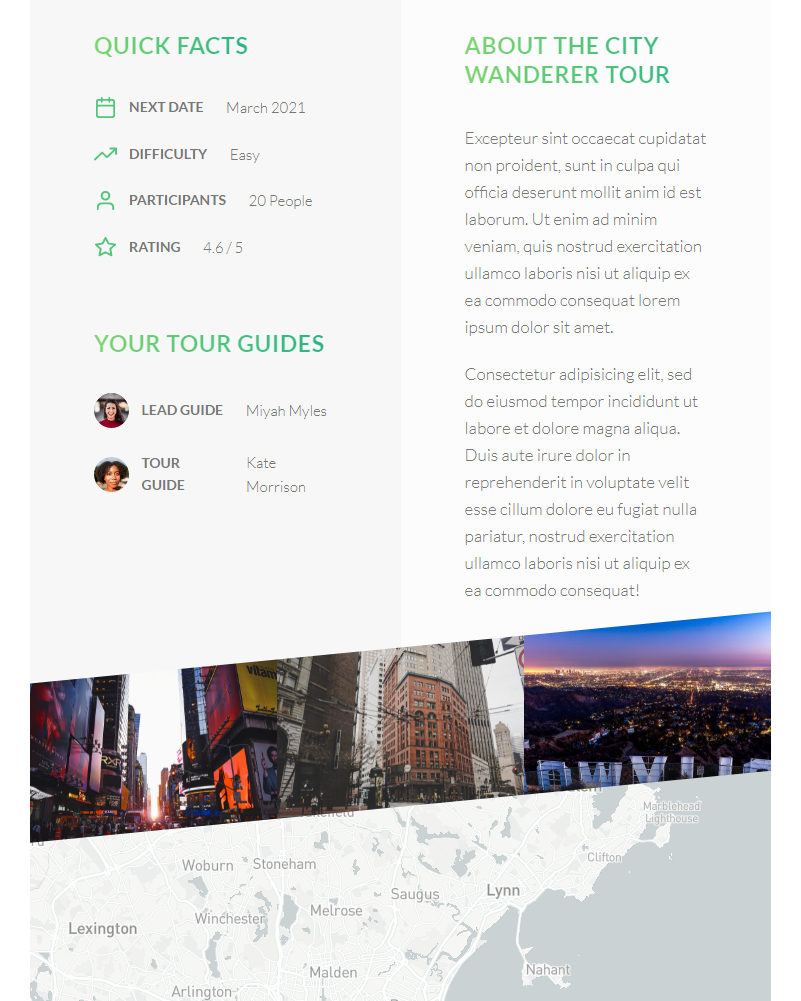 QUICK FACTS
NEXT DATE March 2021
DIFFICULTY Easy
PARTICIPANTS 20 People
RATING 4.6 / 5
YOUR TOUR GUIDES
LEAD GUIDE Miyah Myles
TOUR GUIDE Kate Morrison
ABOUT THE CITY
WANDERER TOUR
Excepteur sint occaecat cupidatat
non proident, sunt in culpa qui
officia deserunt mollit anim id est
laborum. Ut enim ad minim
veniam, quis nostrud exercitation
ullamco laboris nisi ut aliquip ex
ea commodo consequat lorem
ipsum dolor sit amet.
Consectetur adipisicing elit, sed
do eiusmod tempor incididunt ut
labore et dolore magna aliqua.
Duis aute irure dolor in
reprehenderit in voluptate velit
esse cillum dolore eu fugiat nulla
pariatur, nostrud exercitation
ullamco laboris nisi ut aliquip ex
ea commodo consequat!
Marblehead
Lighthouse
Clifton
Woburn
Stoneham
Saugus
Lynn
Melrose
Winchester
Lexington
Malden
Nahant
Arlington